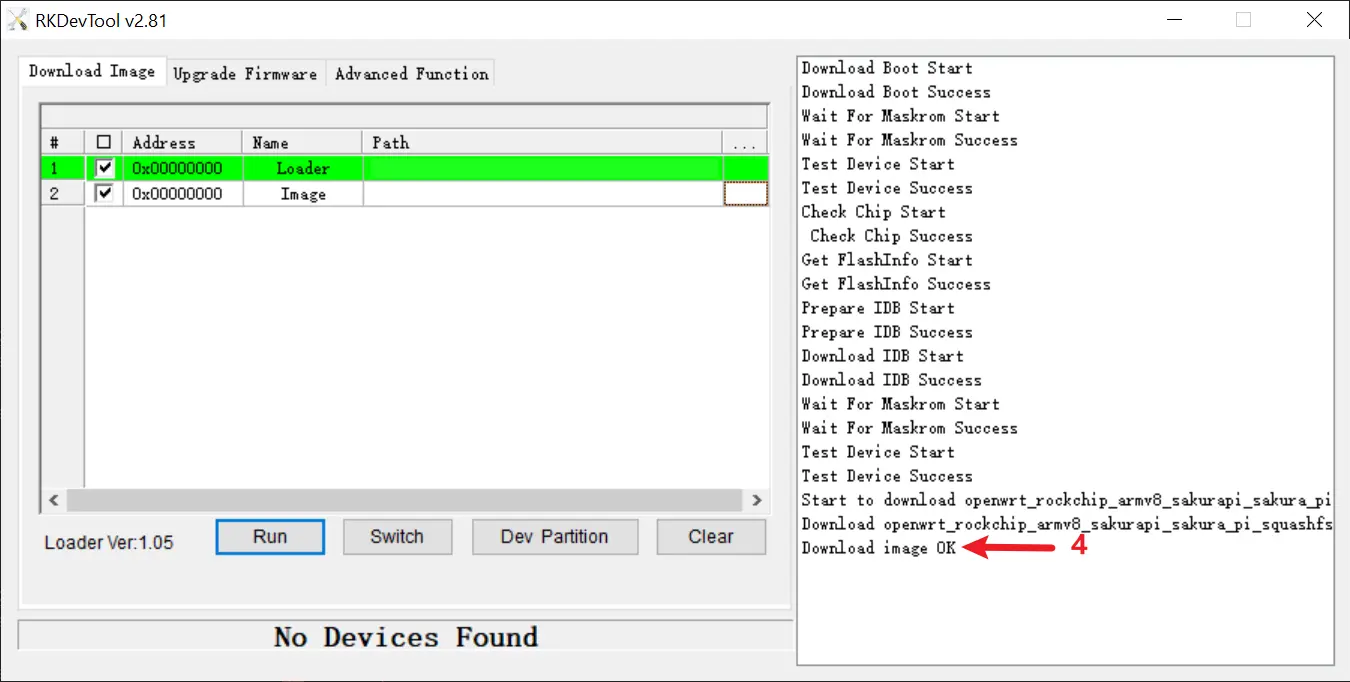 RKDevTool v2.81
Download Image Upgrade Firmware Advanced Function
# Address Name Path ...
1 0x00000000 Loader
2 0x00000000 Image
Loader Ver:1.05 Run Switch Dev Partition Clear
No Devices Found
Download Boot Start
Download Boot Success
Wait For Maskrom Start
Wait For Maskrom Success
Test Device Start
Test Device Success
Check Chip Start
Check Chip Success
Get FlashInfo Start
Get FlashInfo Success
Prepare IDB Start
Prepare IDB Success
Download IDB Start
Download IDB Success
Wait For Maskrom Start
Wait For Maskrom Success
Test Device Start
Test Device Success
Start to download openwrt_rockchip_armv8_sakurapi_sakura_pi
Download openwrt_rockchip_armv8_sakurapi_sakura_pi_squashfs
Download image OK 4